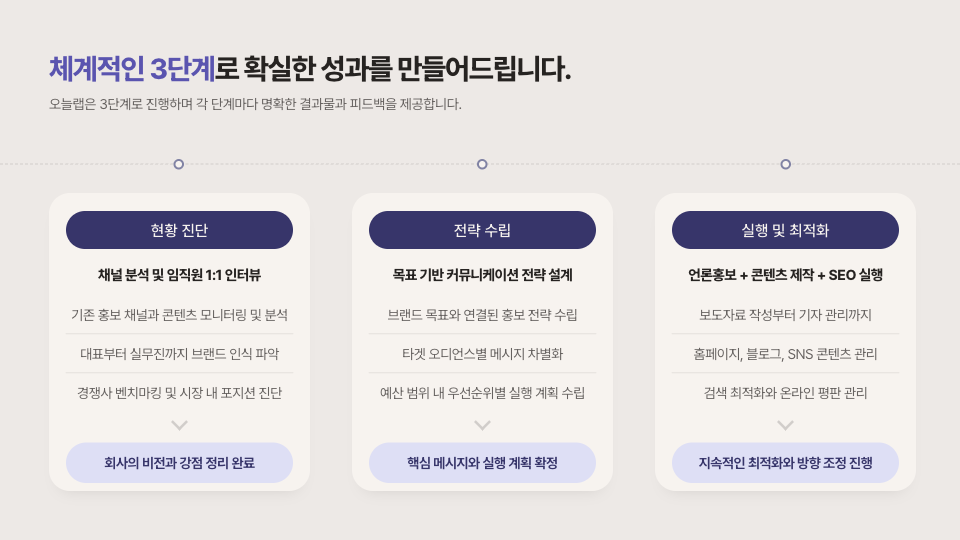 체계적인 3단계로 확실한 성과를 만들어드립니다.
오늘랩은 3단계로 진행하며 각 단계마다 명확한 결과물과 피드백을 제공합니다.
현황 진단
채널 분석 및 임직원 1:1 인터뷰
기존 홍보 채널과 콘텐츠 모니터링 및 분석
대표부터 실무진까지 브랜드 인식 파악
경쟁사 벤치마킹 및 시장 내 포지션 진단
회사의 비전과 강점 정리 완료
전략 수립
목표 기반 커뮤니케이션 전략 설계
브랜드 목표와 연결된 홍보 전략 수립
타겟 오디언스별 메시지 차별화
예산 범위 내 우선순위별 실행 계획 수립
핵심 메시지와 실행 계획 확정
실행 및 최적화
언론홍보 + 콘텐츠 제작 + SEO 실행
보도자료 작성부터 기자 관리까지
홈페이지, 블로그, SNS 콘텐츠 관리
검색 최적화와 온라인 평판 관리
지속적인 최적화와 방향 조정 진행